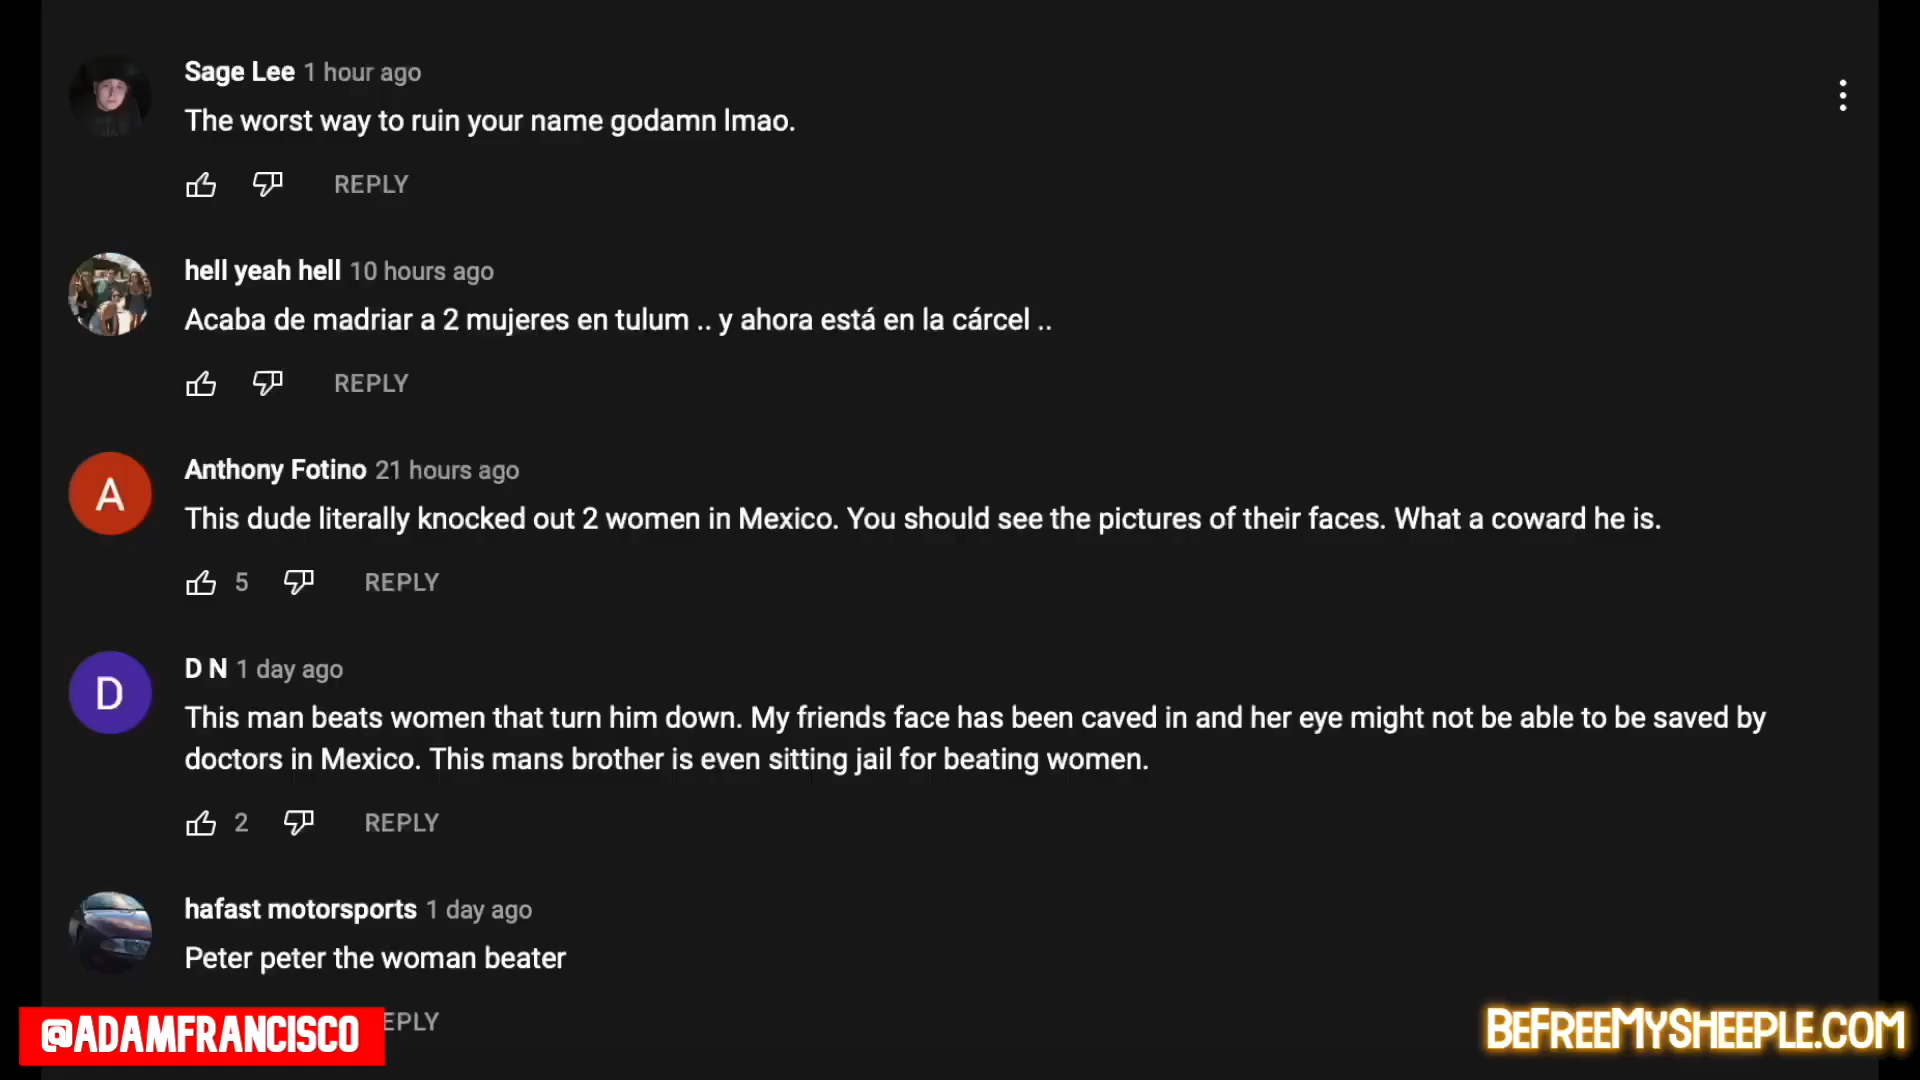 Sage Lee 1 hour ago
The worst way to ruin your name godamn lmao.
REPLY
hell yeah hell 10 hours ago
Acaba de madriar a 2 mujeres en tulum .. y ahora está en la cárcel ..
REPLY
A
Anthony Fotino 21 hours ago
This dude literally knocked out 2 women in Mexico. You should see the pictures of their faces. What a coward he is.
5 REPLY
D
D N 1 day ago
This man beats women that turn him down. My friends face has been caved in and her eye might not be able to be saved by
doctors in Mexico. This mans brother is even sitting jail for beating women.
2 REPLY
hafast motorsports 1 day ago
Peter peter the woman beater
EPLY
@ADAMFRANCISCO
BEFREEMYSHEEPLE.COM